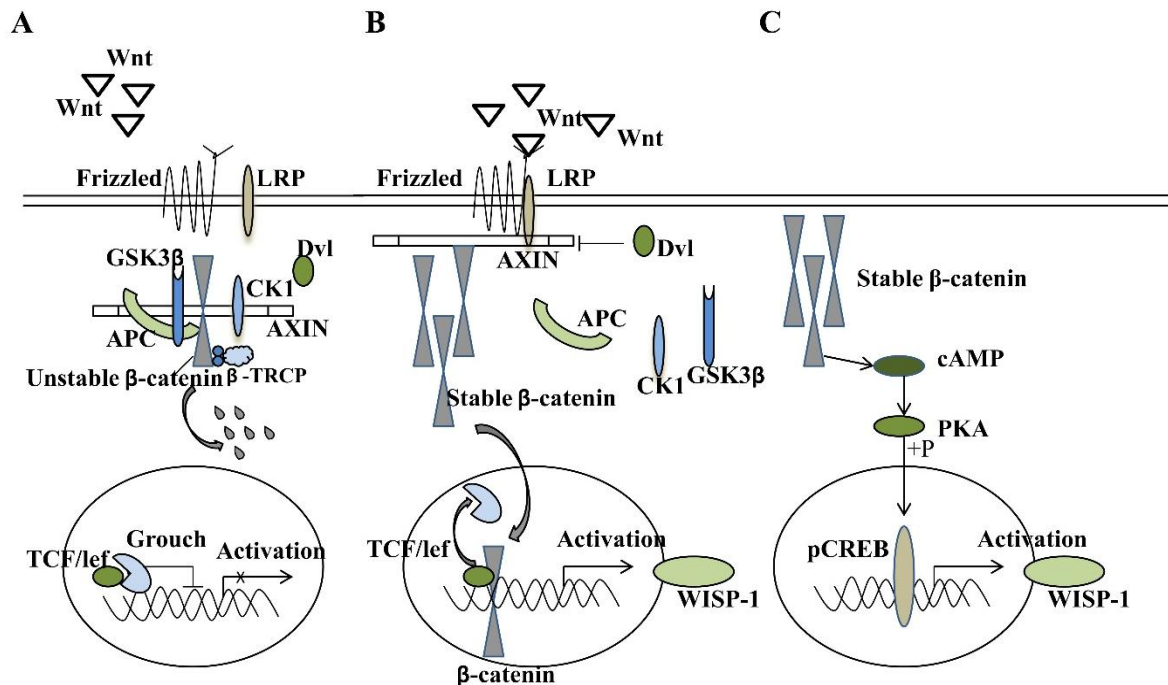 A
Wnt
Wnt
Frizzled
LRP
Dvl
GSK3β
CK1
APC
AXIN
Unstable β-catenin
β-TRCP
Grouch
TCF/lef
Activation
x
B
Wnt
Wnt
Frizzled
LRP
AXIN
Dvl
APC
CK1
GSK3β
Stable β-catenin
TCF/lef
Activation
WISP-1
β-catenin
C
Stable β-catenin
cAMP
PKA
+P
pCREB
Activation
WISP-1